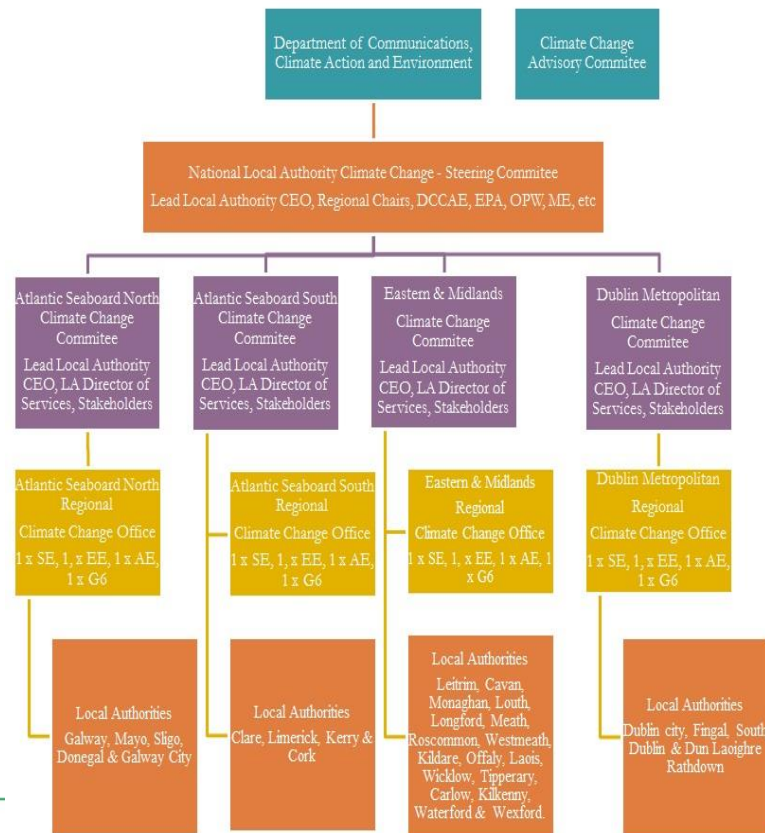 Department of Communications,
Climate Action and Environment
Climate Change
Advisory Commitee
National Local Authority Climate Change - Steering Commitee
Lead Local Authority CEO, Regional Chairs, DCCAE, EPA, OPW, ME, etc
Atlantic Seaboard North
Climate Change
Commitee
Lead Local Authority
CEO, LA Director of
Services, Stakeholders
Atlantic Seaboard South
Climate Change
Commitee
Lead Local Authority
CEO, LA Director of
Services, Stakeholders
Eastern & Midlands
Climate Change
Commitee
Lead Local Authority
CEO, LA Director of
Services, Stakeholders
Dublin Metropolitan
Climate Change
Commitee
Lead Local Authority
CEO, LA Director of
Services, Stakeholders
Atlantic Seaboard North
Regional
Climate Change Office
1 x SE, 1, x EE, 1 x AE,
1 x G6
Atlantic Seaboard South
Regional
Climate Change Office
1 x SE, 1, x EE, 1 x AE,
1 x G6
Eastern & Midlands
Regional
Climate Change Office
1 x SE, 1, x EE, 1 x AE, 1
x G6
Dublin Metropolitan
Regional
Climate Change Office
1 x SE, 1, x EE, 1 x AE,
1 x G6
Local Authorities
Galway, Mayo, Sligo,
Donegal & Galway City
Local Authorities
Clare, Limerick, Kerry &
Cork
Local Authorities
Leitrim, Cavan,
Monaghan, Louth,
Longford, Meath,
Roscommon, Westmeath,
Kildare, Offaly, Laois,
Wicklow, Tipperary,
Carlow, Kilkenny,
Waterford & Wexford.
Local Authorities
Dublin city, Fingal, South
Dublin & Dun Laoighre
Rathdown